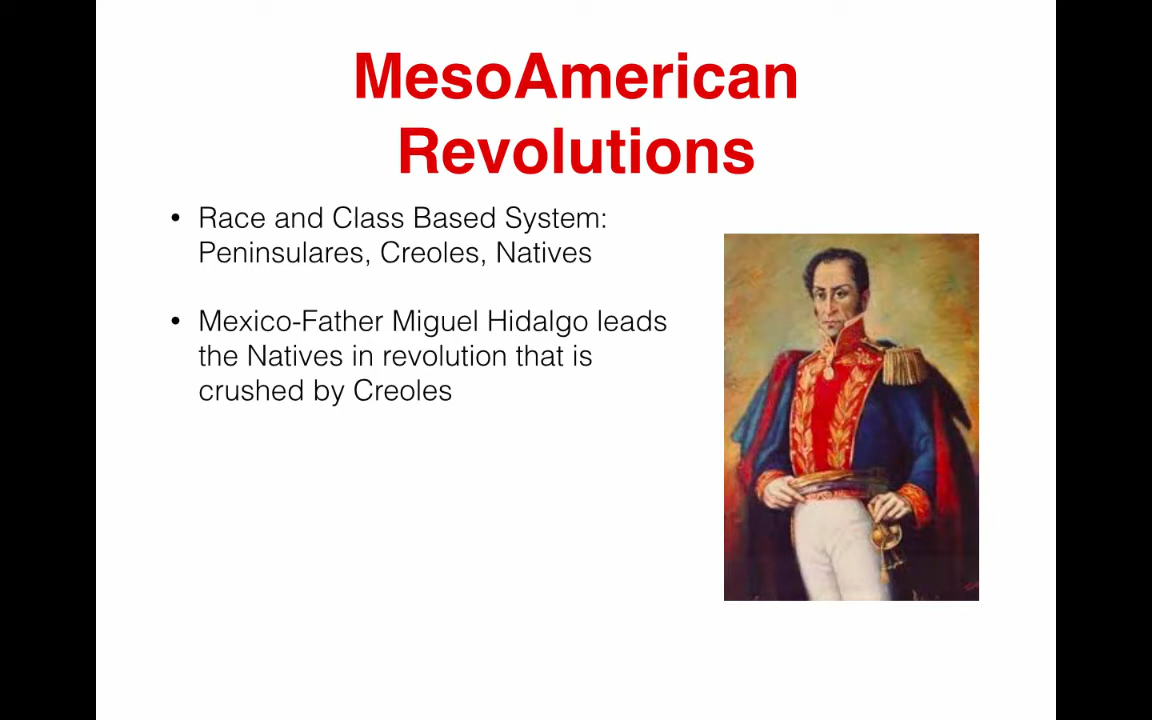 MesoAmerican
Revolutions
• Race and Class Based System:
Peninsulares, Creoles, Natives
• Mexico-Father Miguel Hidalgo leads
the Natives in revolution that is
crushed by Creoles